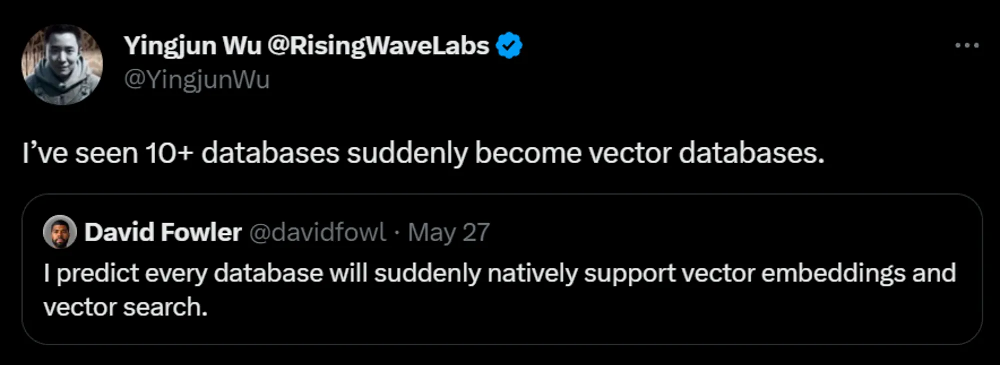 Yingjun Wu @RisingWaveLabs
@YingjunWu
I’ve seen 10+ databases suddenly become vector databases.
David Fowler @davidfowl · May 27
I predict every database will suddenly natively support vector embeddings and
vector search.